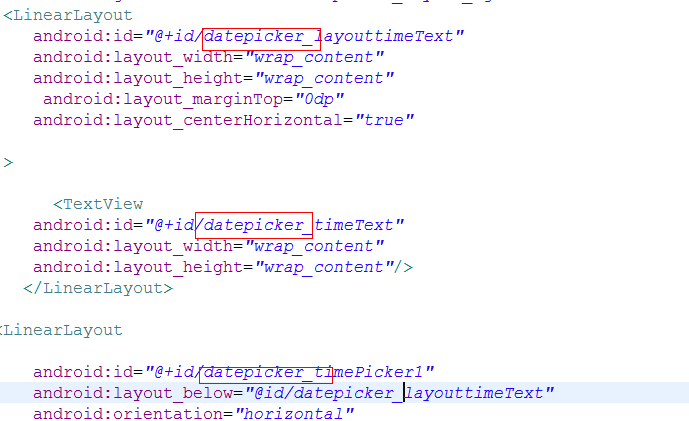 <LinearLayout
android:id="@+id/datepicker_layouttimeText"
android:layout_width="wrap_content"
android:layout_height="wrap_content"
android:layout_marginTop="0dp"
android:layout_centerHorizontal="true"
>
<TextView
android:id="@+id/datepicker_timeText"
android:layout_width="wrap_content"
android:layout_height="wrap_content"/>
</LinearLayout>
<LinearLayout
android:id="@+id/datepicker_timePicker1"
android:layout_below="@id/datepicker_layouttimeText"
android:orientation="horizontal"